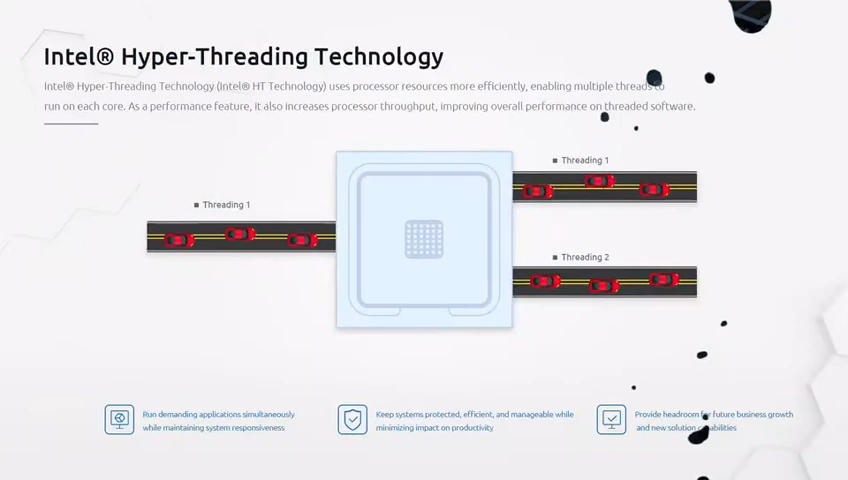 Intel® Hyper-Threading Technology
Intel® Hyper-Threading Technology (Intel® HT Technology) uses processor resources more efficiently, enabling multiple threads to
run on each core. As a performance feature, it also increases processor throughput, improving overall performance on threaded software.
Threading 1
Threading 1
Threading 2
Run demanding applications simultaneously
while maintaining system responsiveness
Keep systems protected, efficient, and manageable while
minimizing impact on productivity
Provide headroom for future business growth
and new solution capabilities